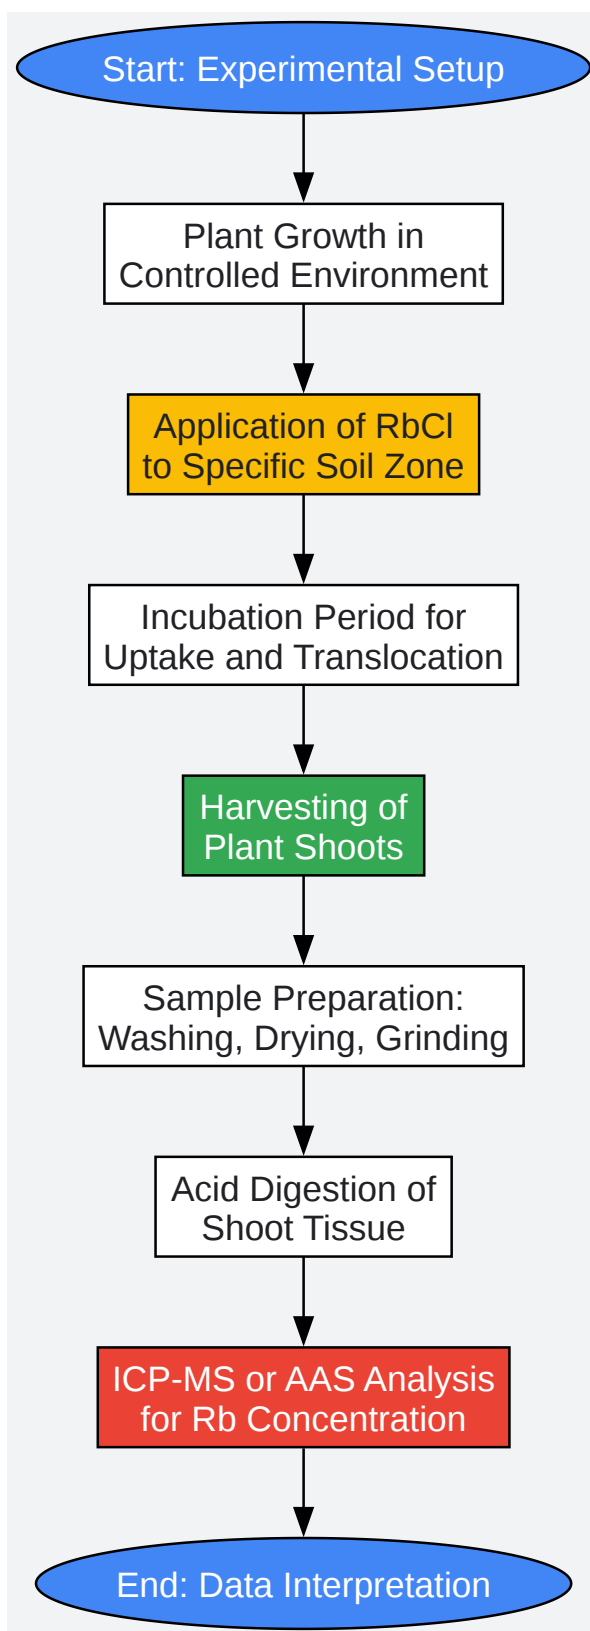 Start: Experimental Setup
Plant Growth in
Controlled Environment
Application of RbCl
to Specific Soil Zone
Incubation Period for
Uptake and Translocation
Harvesting of
Plant Shoots
Sample Preparation:
Washing, Drying, Grinding
Acid Digestion of
Shoot Tissue
ICP-MS or AAS Analysis
for Rb Concentration
End: Data Interpretation